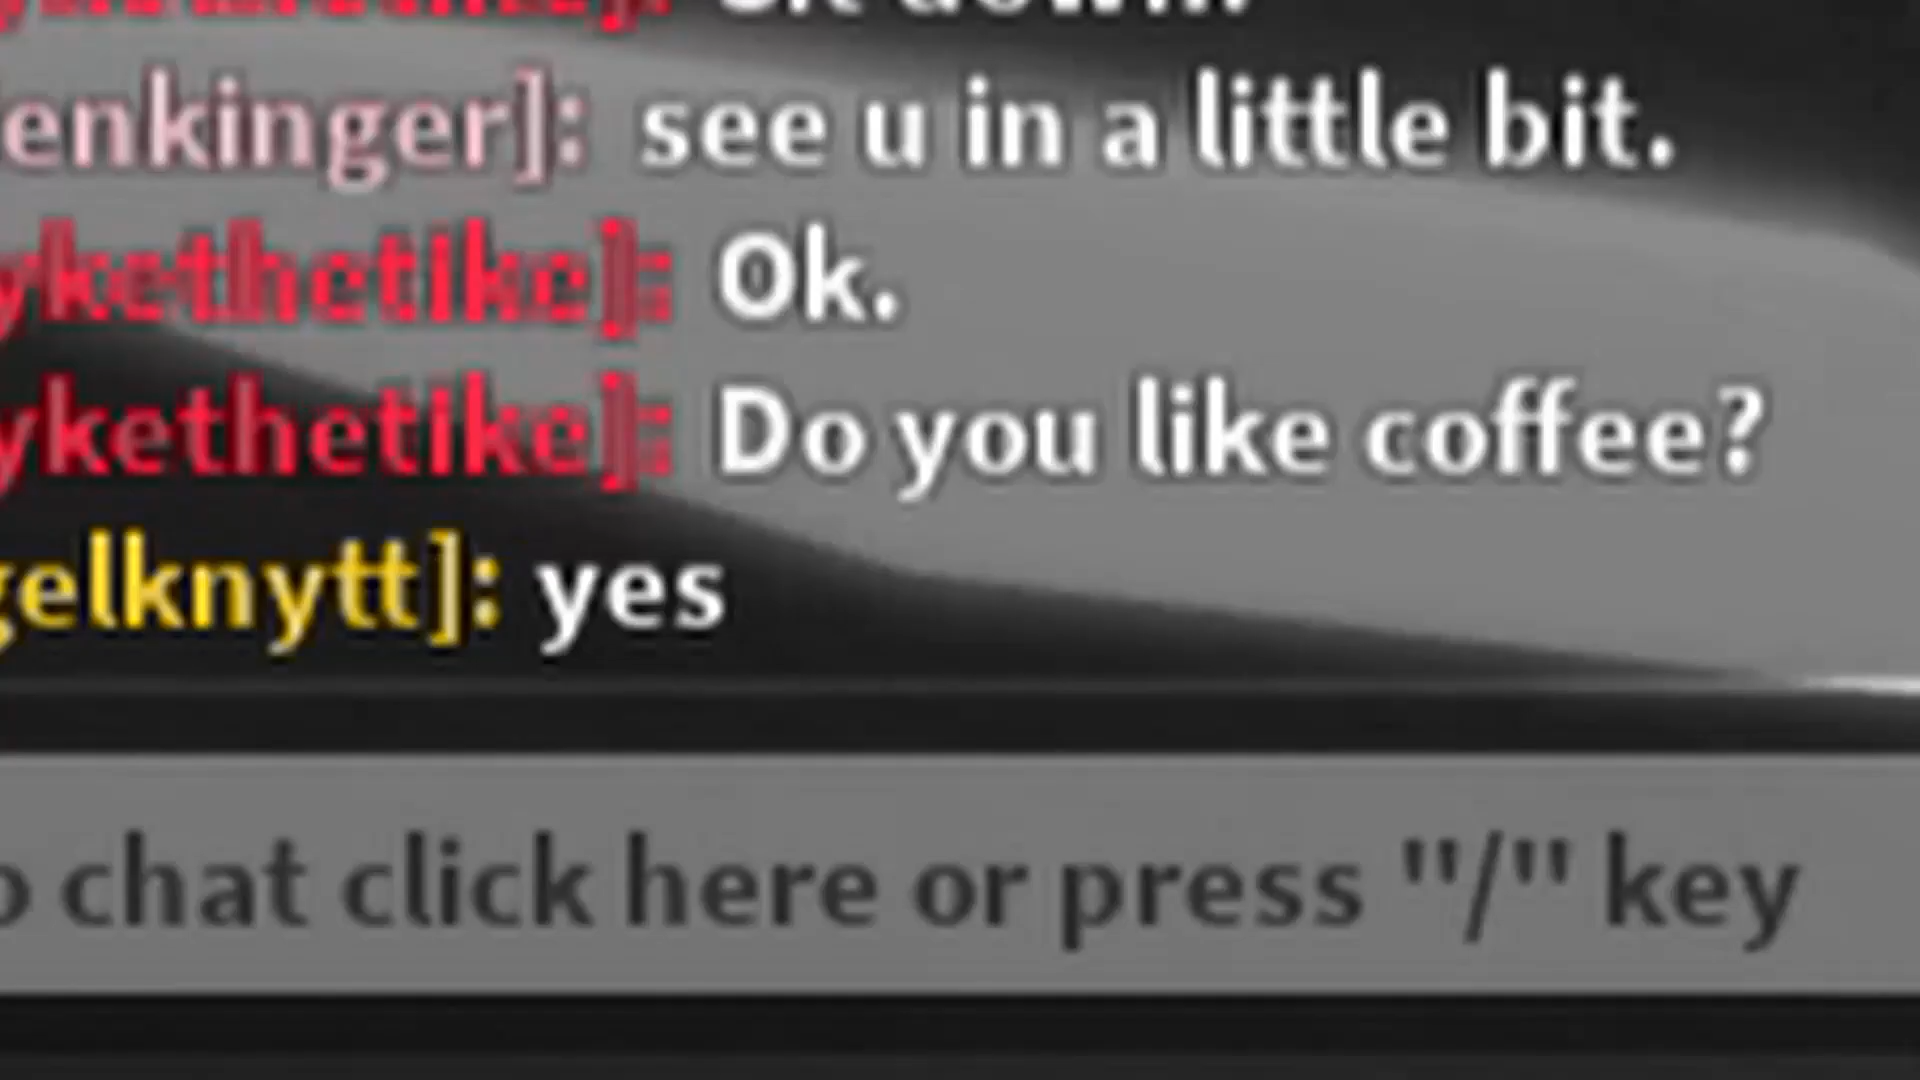 enkinger]: see u in a little bit.
ykethetike]: Ok.
ykethetike]: Do you like coffee?
gelknytt]: yes
o chat click here or press "/" key